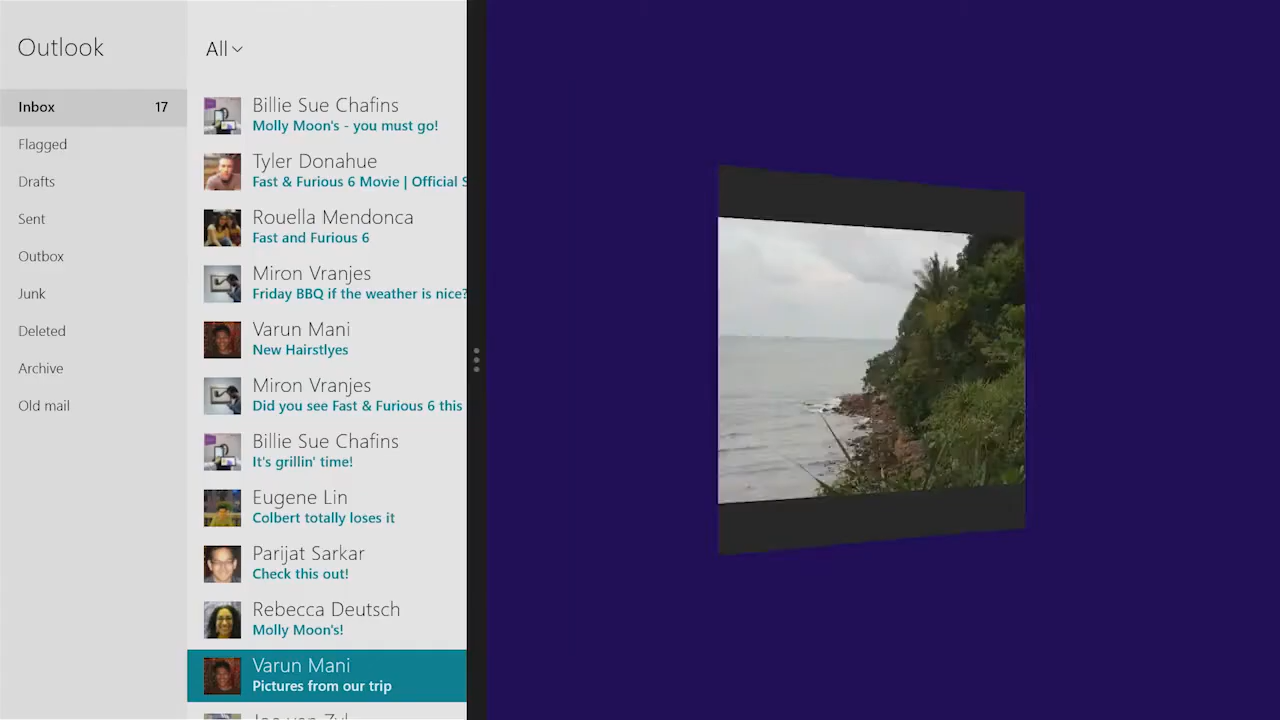 Outlook
Inbox 17
Flagged
Drafts
Sent
Outbox
Junk
Deleted
Archive
Old mail
All
Billie Sue Chafins
Molly Moon's - you must go!
Tyler Donahue
Fast & Furious 6 Movie | Official S
Rouella Mendonca
Fast and Furious 6
Miron Vranjes
Friday BBQ if the weather is nice?
Varun Mani
New Hairstlyes
Miron Vranjes
Did you see Fast & Furious 6 this
Billie Sue Chafins
It's grillin' time!
Eugene Lin
Colbert totally loses it
Parijat Sarkar
Check this out!
Rebecca Deutsch
Molly Moon's!
Varun Mani
Pictures from our trip